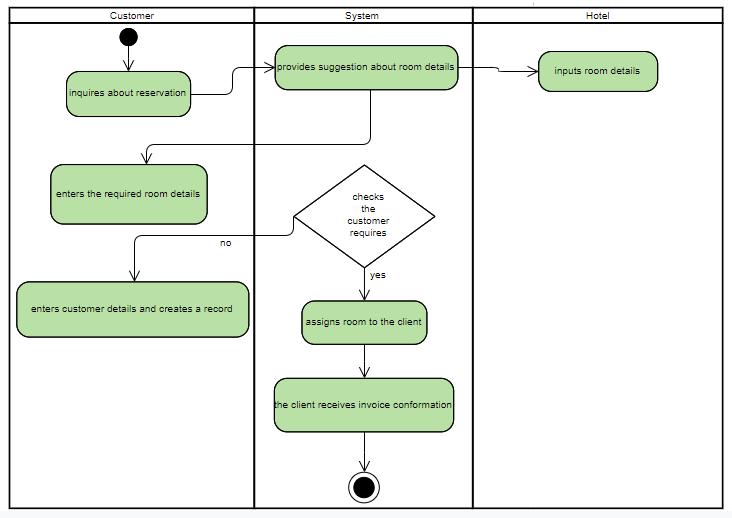 Customer
System
Hotel
inquires about reservation
provides suggestion about room details
inputs room details
enters the required room details
checks
the
customer
requires
no
yes
enters customer details and creates a record
assigns room to the client
the client receives invoice conformation